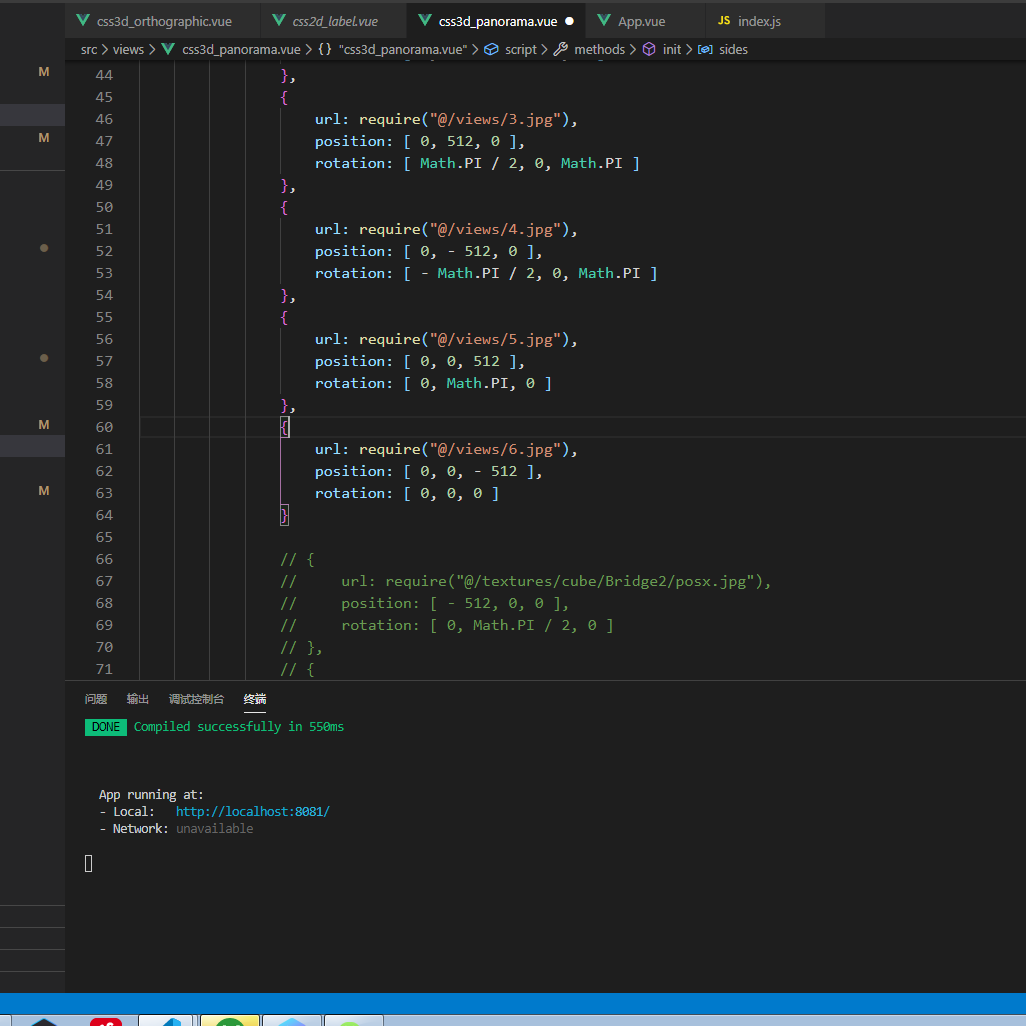 css3d_orthographic.vue css2d_label.vue css3d_panorama.vue App.vue JS index.js
src > views > css3d_panorama.vue > {} "css3d_panorama.vue" > script > methods > init > sides
M
M
M
M
44 },
45 {
46 url: require("@/views/3.jpg"),
47 position: [ 0, 512, 0 ],
48 rotation: [ Math.PI / 2, 0, Math.PI ]
49 },
50 {
51 url: require("@/views/4.jpg"),
52 position: [ 0, - 512, 0 ],
53 rotation: [ - Math.PI / 2, 0, Math.PI ]
54 },
55 {
56 url: require("@/views/5.jpg"),
57 position: [ 0, 0, 512 ],
58 rotation: [ 0, Math.PI, 0 ]
59 },
60 {
61 url: require("@/views/6.jpg"),
62 position: [ 0, 0, - 512 ],
63 rotation: [ 0, 0, 0 ]
64 }
65
66 // {
67 //     url: require("@/textures/cube/Bridge2/posx.jpg"),
68 //     position: [ - 512, 0, 0 ],
69 //     rotation: [ 0, Math.PI / 2, 0 ]
70 // },
71 // {
问题 输出 调试控制台 终端
DONE Compiled successfully in 550ms
App running at:
- Local: http://localhost:8081/
- Network: unavailable